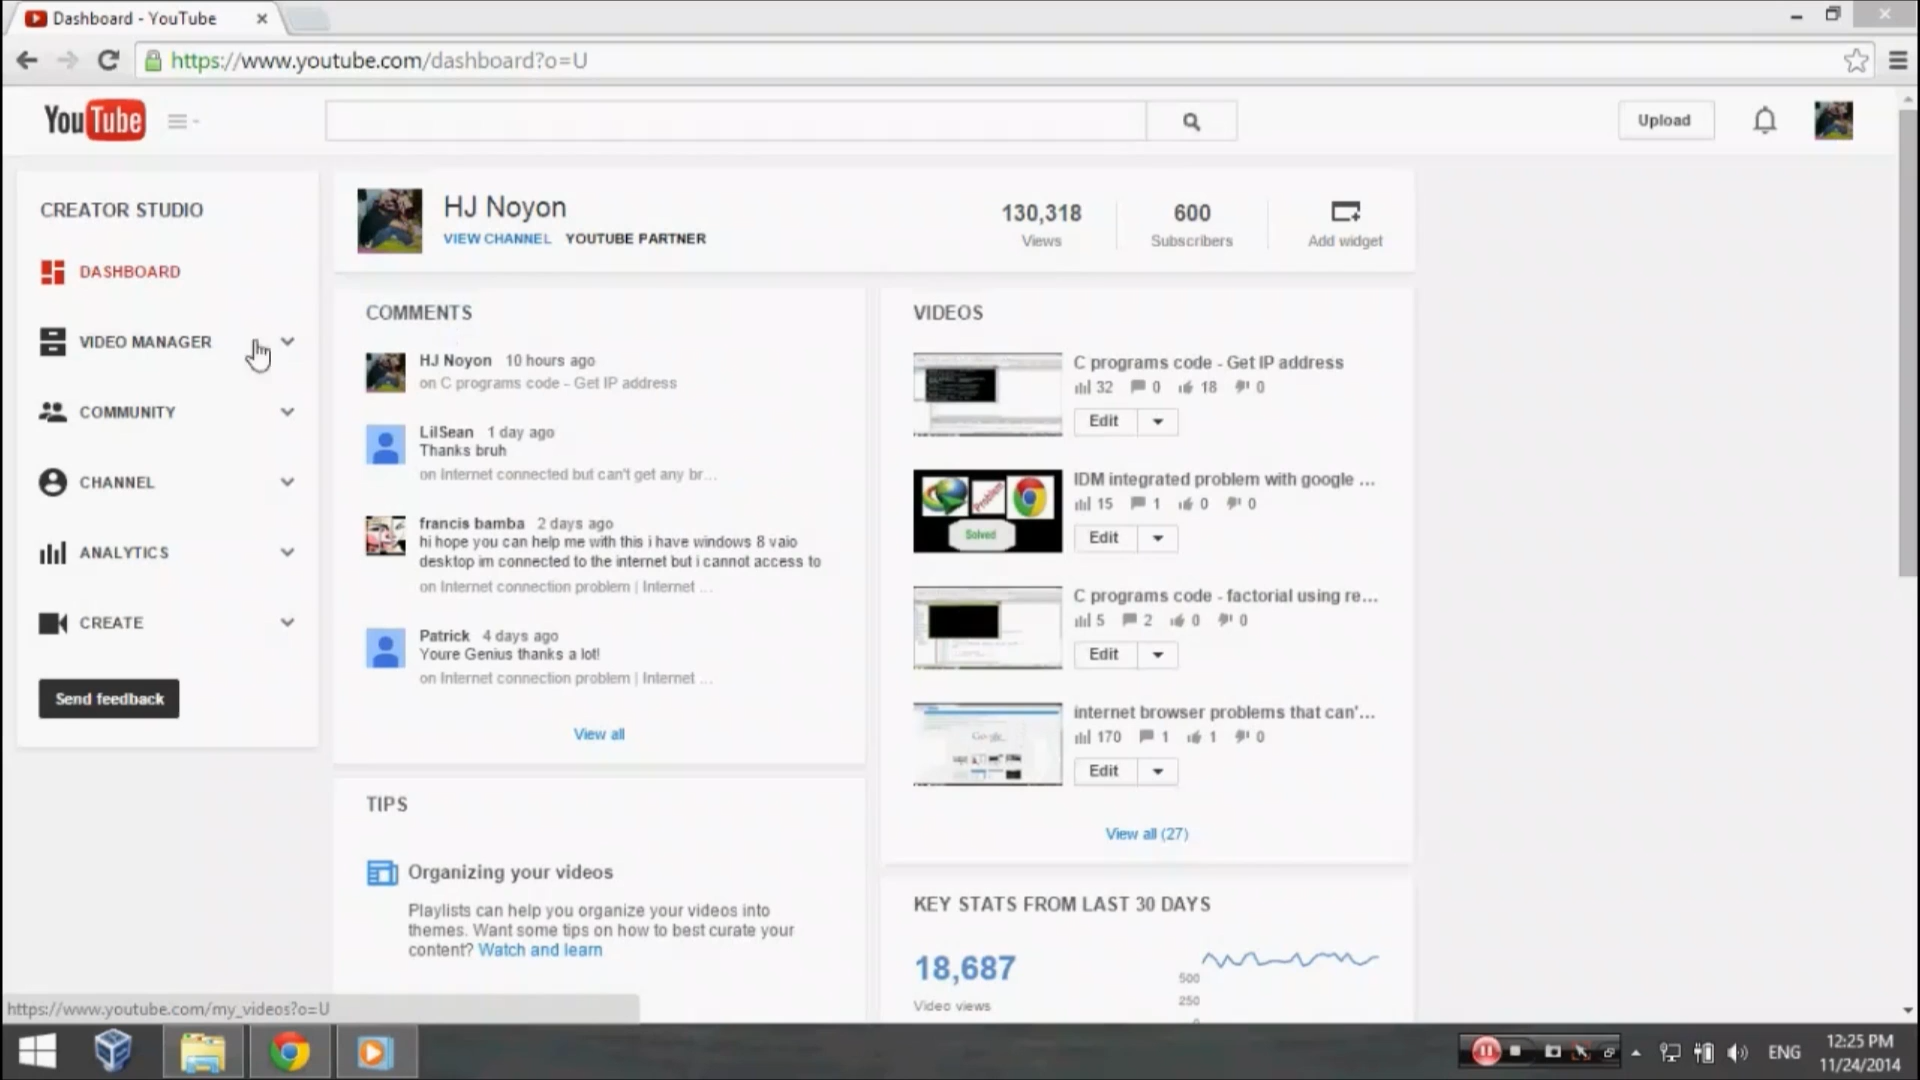 Dashboard - YouTube
https://www.youtube.com/dashboard?o=U
YouTube
Upload
CREATOR STUDIO
DASHBOARD
VIDEO MANAGER
COMMUNITY
CHANNEL
ANALYTICS
CREATE
Send feedback
HJ Noyon
VIEW CHANNEL YOUTUBE PARTNER
130,318
Views
600
Subscribers
Add widget
COMMENTS
HJ Noyon 10 hours ago
on C programs code - Get IP address
LilSean 1 day ago
Thanks bruh
on Internet connected but can't get any br...
francis bamba 2 days ago
hi hope you can help me with this i have windows 8 vaio
desktop im connected to the internet but i cannot access to
on Internet connection problem | Internet ...
Patrick 4 days ago
Youre Genius thanks a lot!
on Internet connection problem | Internet ...
View all
TIPS
Organizing your videos
Playlists can help you organize your videos into
themes. Want some tips on how to best curate your
content? Watch and learn
VIDEOS
C programs code - Get IP address
32 0 18 0
Edit
Problem
Solved
IDM integrated problem with google ...
15 1 0 0
Edit
C programs code - factorial using re...
5 2 0 0
Edit
internet browser problems that can'...
170 1 1 0
Edit
View all (27)
KEY STATS FROM LAST 30 DAYS
18,687
Video views
500
250
https://www.youtube.com/my_videos?o=U
ENG
12:25 PM
11/24/2014